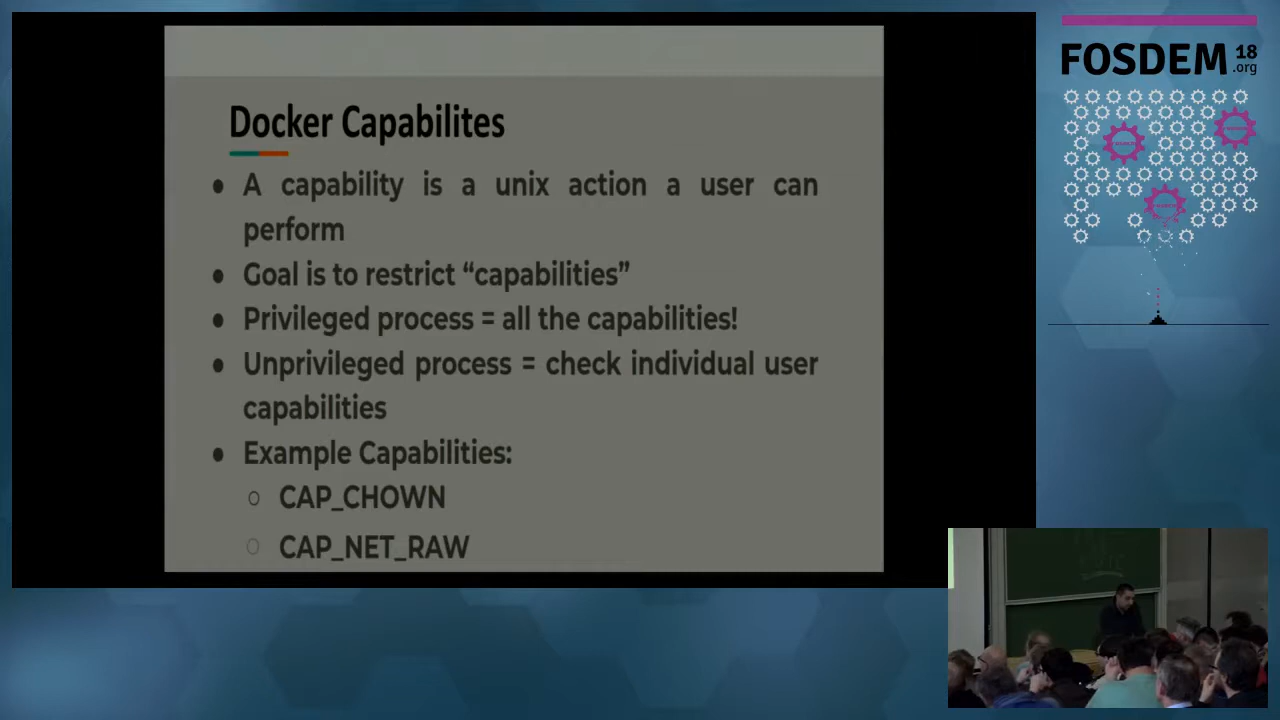 Docker Capabilites
• A capability is a unix action a user can
perform
• Goal is to restrict “capabilities”
• Privileged process = all the capabilities!
• Unprivileged process = check individual user
capabilities
• Example Capabilities:
○ CAP_CHOWN
○ CAP_NET_RAW
FOSDEM 18
.org